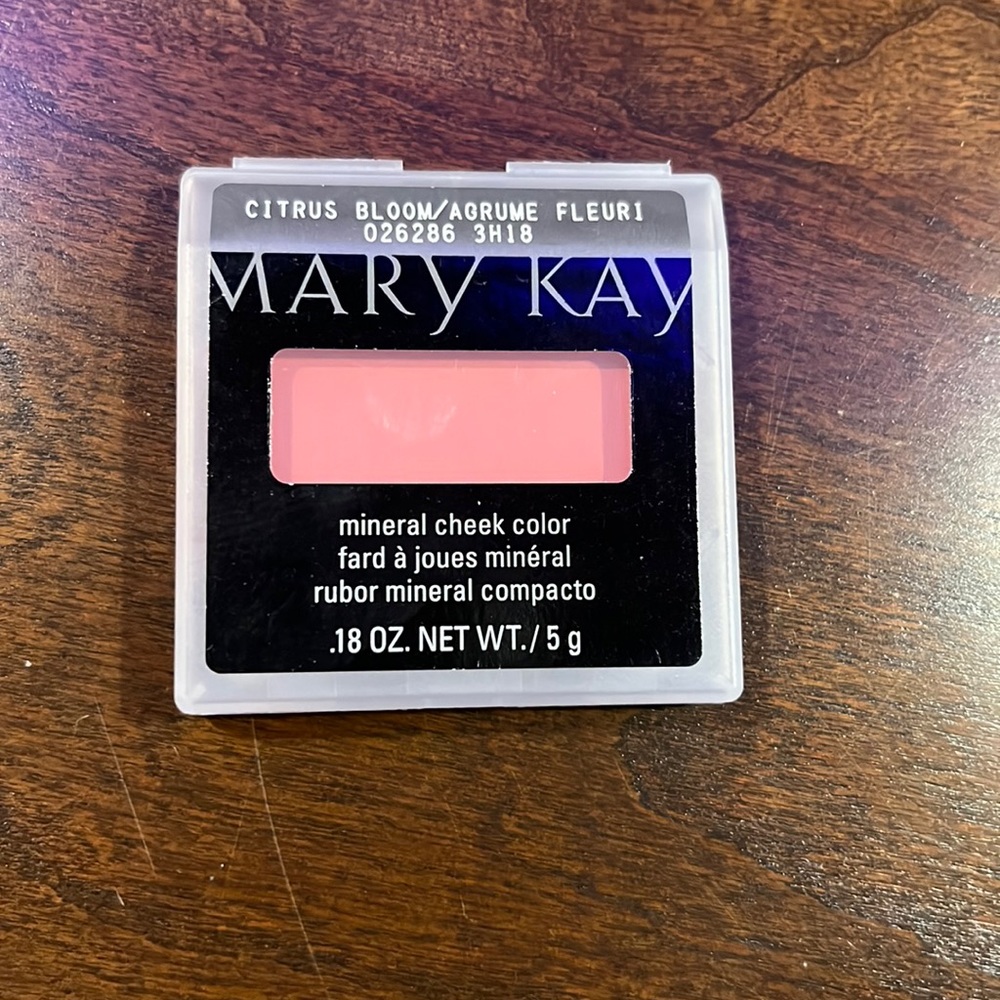 CITRUS BLOOM/AGRUME FLEURI
026286 3H18
MARY KAY
mineral cheek color
fard à joues minéral
rubor mineral compacto
.18 OZ. NET WT./ 5 g